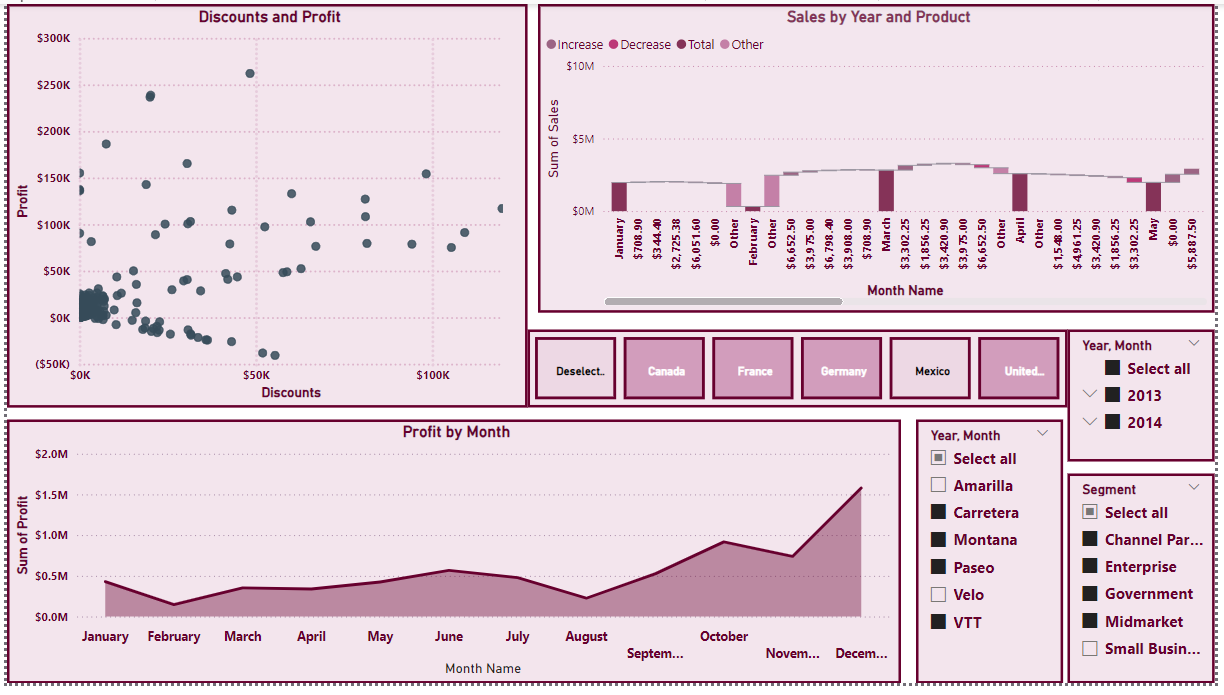 Discounts and Profit
$300K
$250K
$200K
$150K
$100K
$50K
$0K
($50K)
Profit
$0K $50K $100K
Discounts
Sales by Year and Product
Increase Decrease Total Other
$10M
$5M
$0M
Sum of Sales
January
$708.90
$344.40
$2,725.38
$6,051.60
$0.00
Other
February
Other
$6,652.50
$3,975.00
$6,798.40
$3,908.00
$708.90
March
$3,302.25
$1,856.25
$3,420.90
$3,975.00
$6,652.50
Other
April
Other
$1,548.00
$4,961.25
$3,420.90
$1,856.25
$3,302.25
May
$0.00
$5,887.50
Month Name
Deselect..
Canada
France
Germany
Mexico
United...
Year, Month
Select all
2013
2014
Profit by Month
$2.0M
$1.5M
$1.0M
$0.5M
$0.0M
Sum of Profit
January February March April May June July August Septem... October Novem... Decem...
Month Name
Year, Month
Select all
Amarilla
Carretera
Montana
Paseo
Velo
VTT
Segment
Select all
Channel Par...
Enterprise
Government
Midmarket
Small Busin...